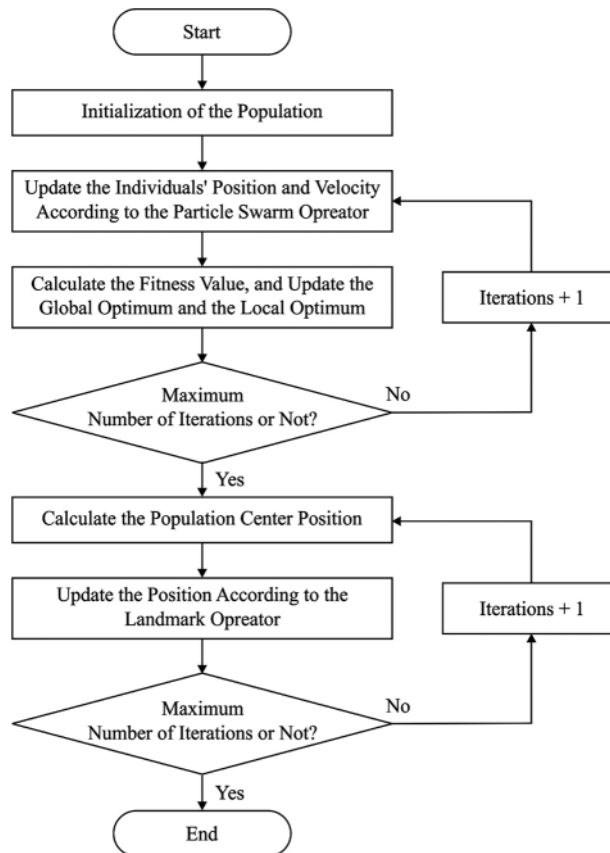 Start
Initialization of the Population
Update the Individuals' Position and Velocity
According to the Particle Swarm Opreator
Calculate the Fitness Value, and Update the
Global Optimum and the Local Optimum
Iterations + 1
Maximum
Number of Iterations or Not?
No
Yes
Calculate the Population Center Position
Update the Position According to the
Landmark Opreator
Iterations + 1
Maximum
Number of Iterations or Not?
No
Yes
End